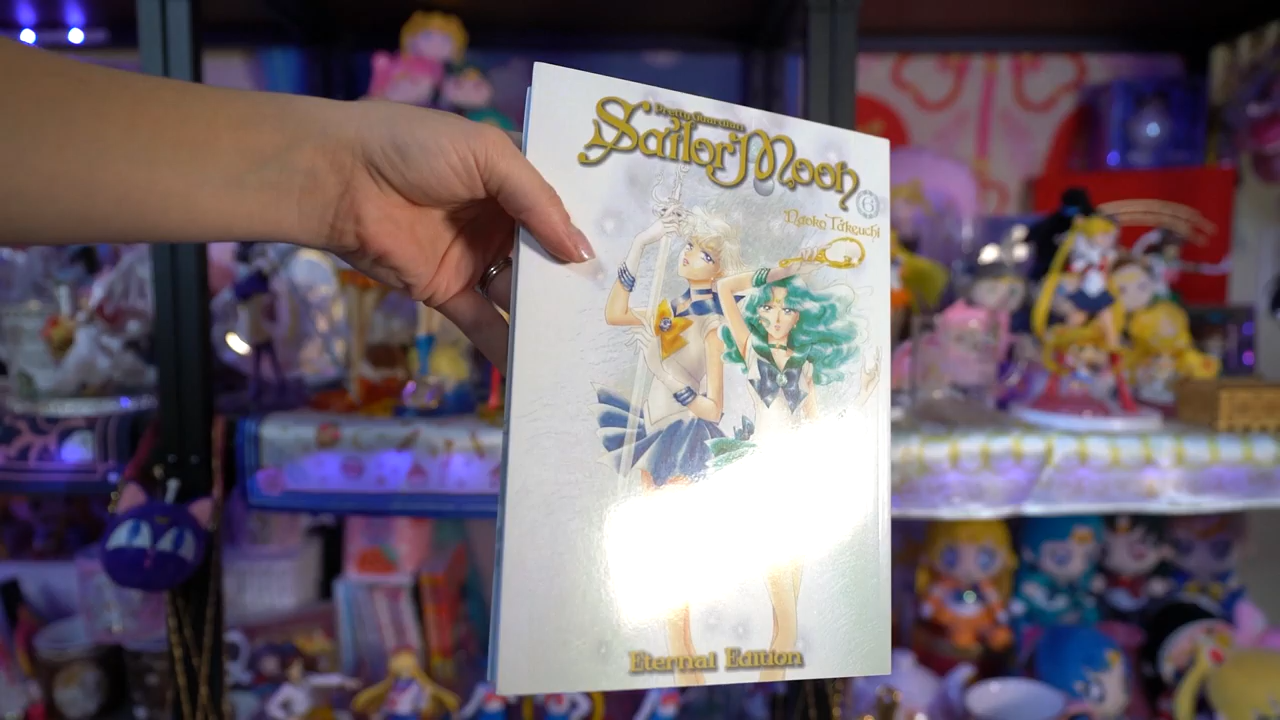 Pretty Guardian
Sailor Moon
6
Naoko Takeuchi
Eternal Edition